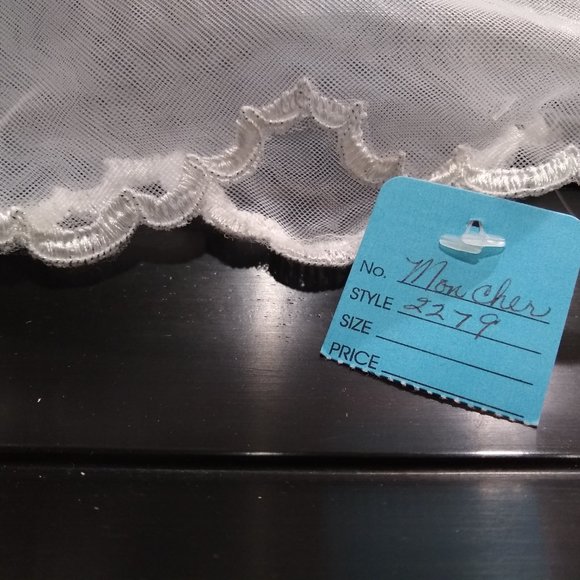 No. Mon Cher
STYLE 2279
SIZE
PRICE